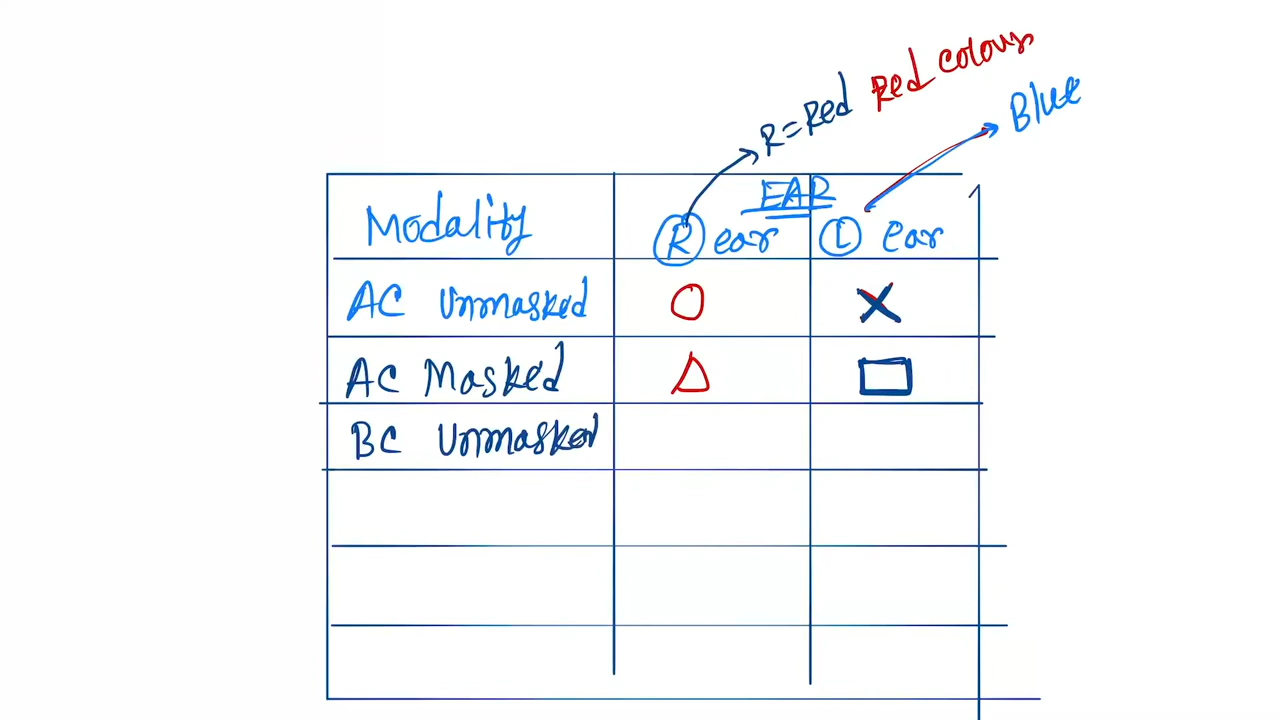 R=Red Red colour
Blue
EAR
Modality R ear L ear
AC Unmasked
AC Masked
BC Unmasked